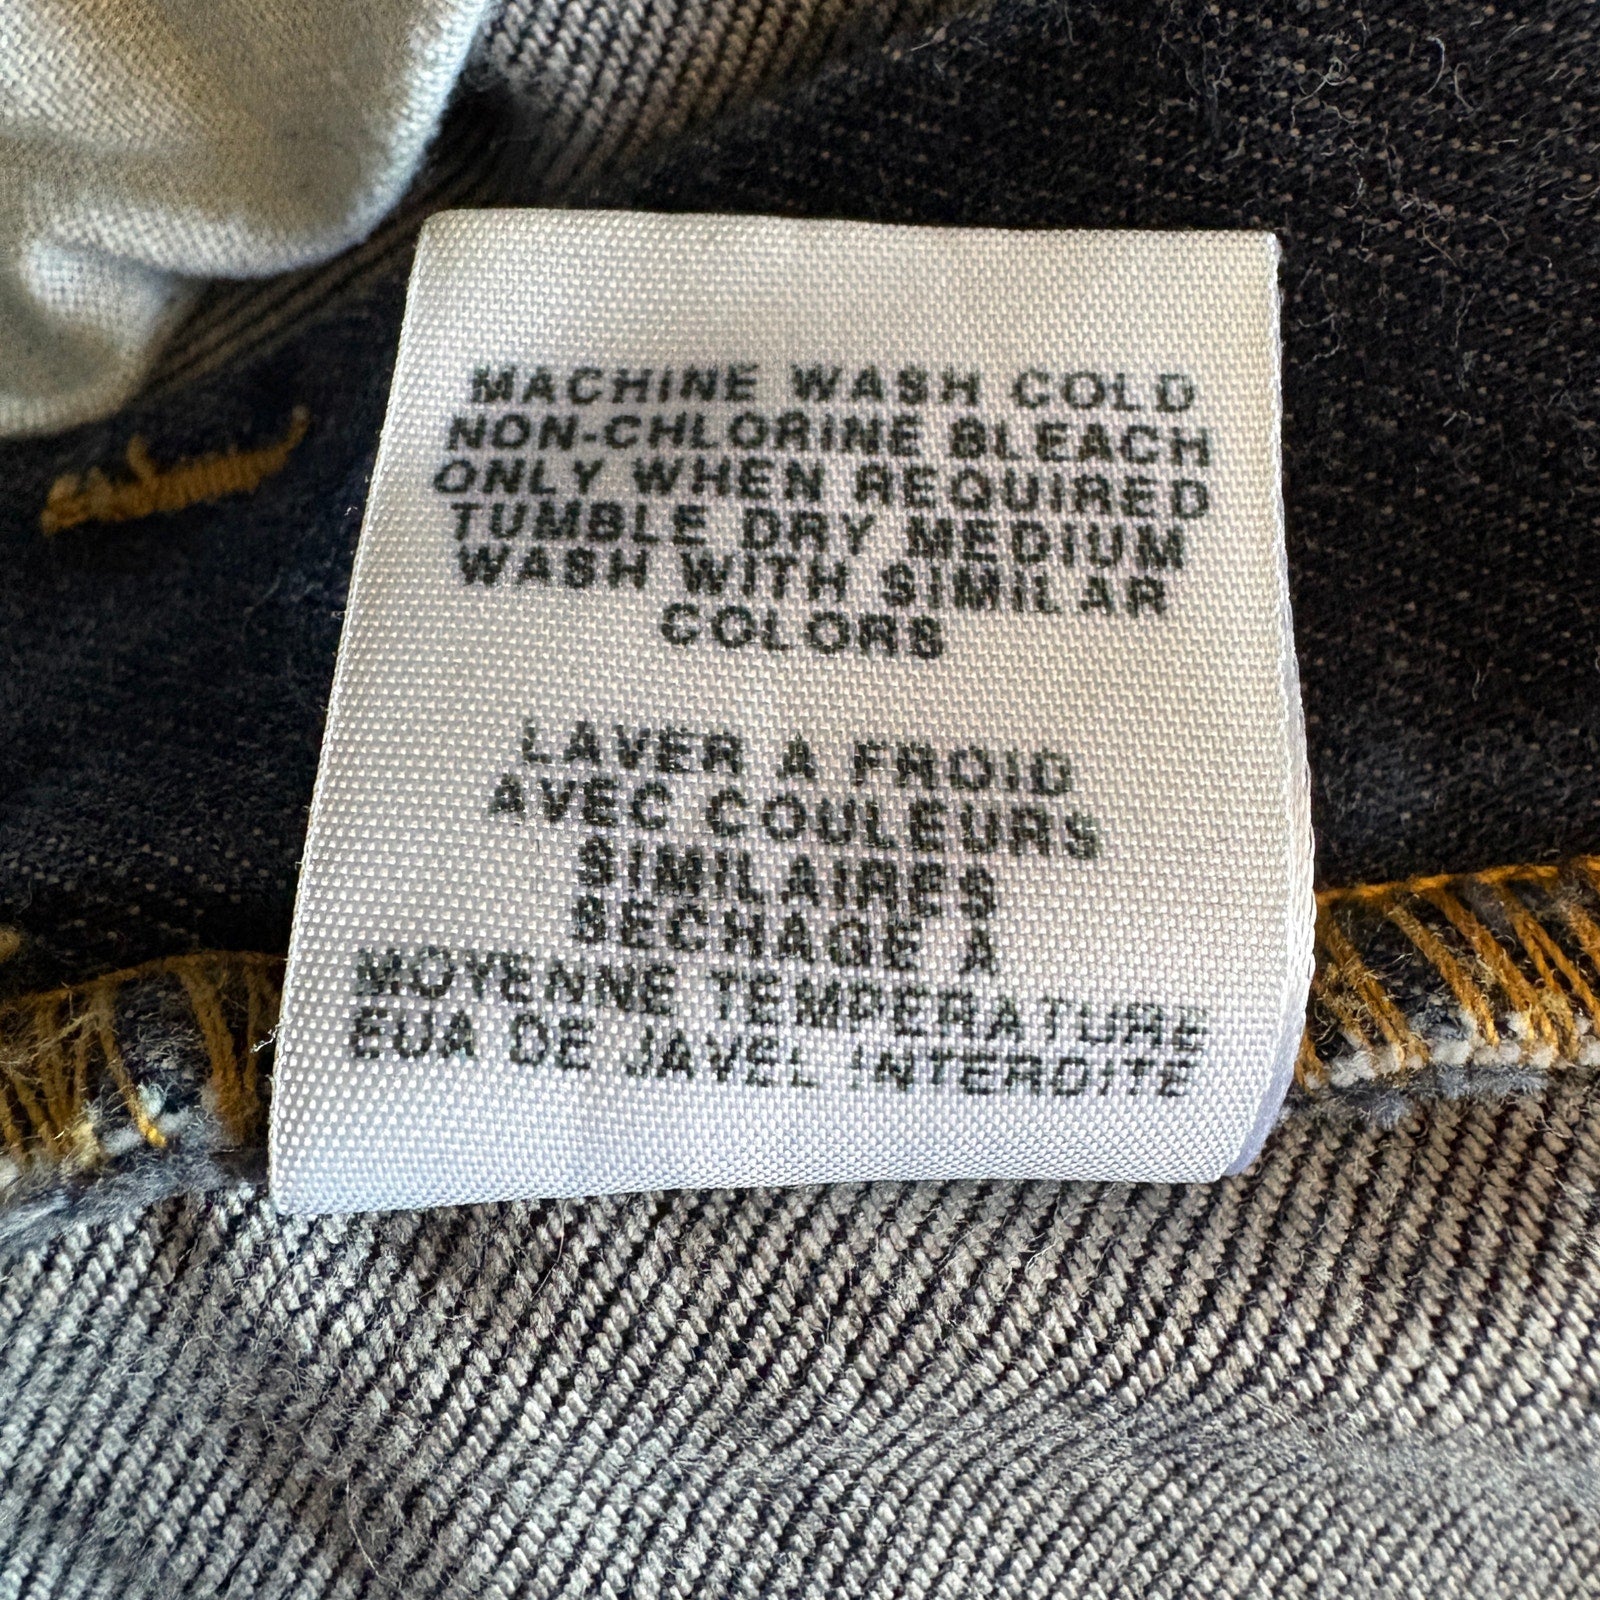 MACHINE WASH COLD
NON-CHLORINE BLEACH
ONLY WHEN REQUIRED
TUMBLE DRY MEDIUM
WASH WITH SIMILAR
COLORS
LAVER A FROID
AVEC COULEURS
SIMILAIRES
SECHAGE A
MOYENNE TEMPERATURE
EUA DE JAVEL INTERDITE